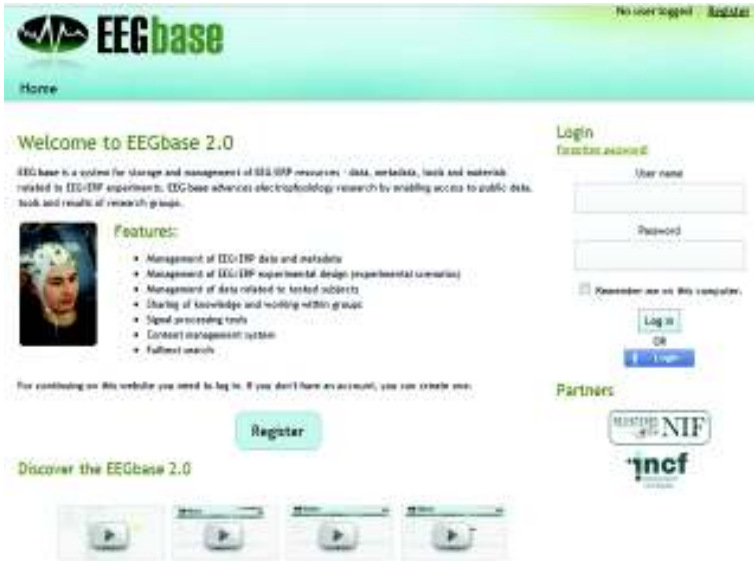 EEGbase
No user logged Register
Home
Welcome to EEGbase 2.0
EEGbase is a system for storage and management of EEG/ERP resources - data, metadata, tools and materials
related to EEG/ERP experiments. EEGbase advances electrophysiology research by enabling access to public data,
tools and results of research groups.
Features:
Management of EEG/ERP data and metadata
Management of EEG/ERP experimental design (experimental scenarios)
Management of data related to tested subjects
Sharing of knowledge and working within groups
Signal processing tools
Content management system
Fulltext search
For continuing on this website you need to log in. If you don't have an account, you can create one.
Register
Discover the EEGbase 2.0
Login
Forgotten password?
User name
Password
Remember me on this computer.
Log in
OR
Login
Partners
NIF
incf